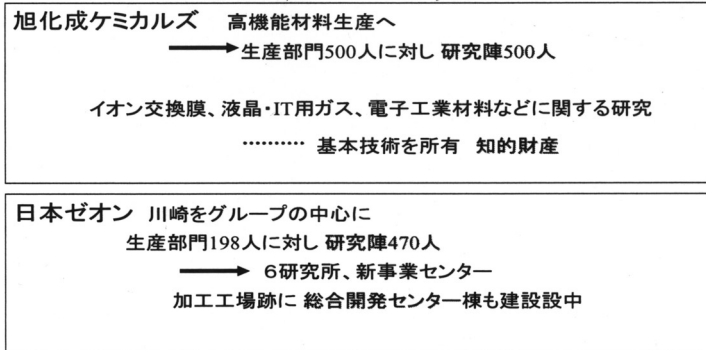 旭化成ケミカルズ 高機能材料生産へ
生産部門500人に対し 研究陣500人
イオン交換膜、液晶・IT用ガス、電子工業材料などに関する研究
………‥ 基本技術を所有 知的財産
日本ゼオン 川崎をグループの中心に
生産部門198人に対し 研究陣470人
６研究所、新事業センター
加工工場跡に 総合開発センター棟も建設設中